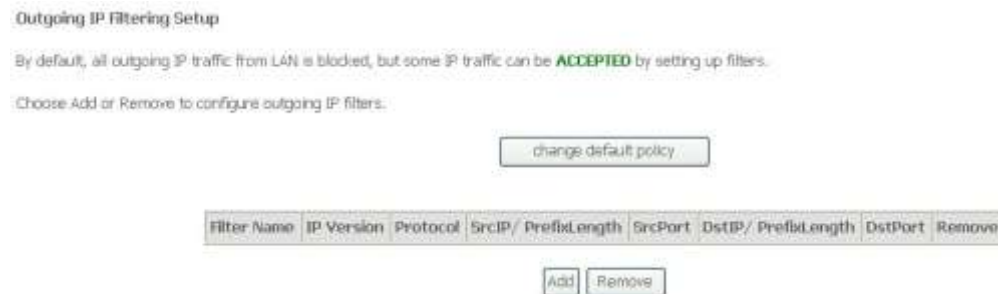 Outgoing IP Filtering Setup
By default, all outgoing IP traffic from LAN is blocked, but some IP traffic can be ACCEPTED by setting up filters.
Choose Add or Remove to configure outgoing IP filters.
change default policy
Filter Name IP Version Protocol SrcIP/ PrefixLength SrcPort DstIP/ PrefixLength DstPort Remove
Add Remove